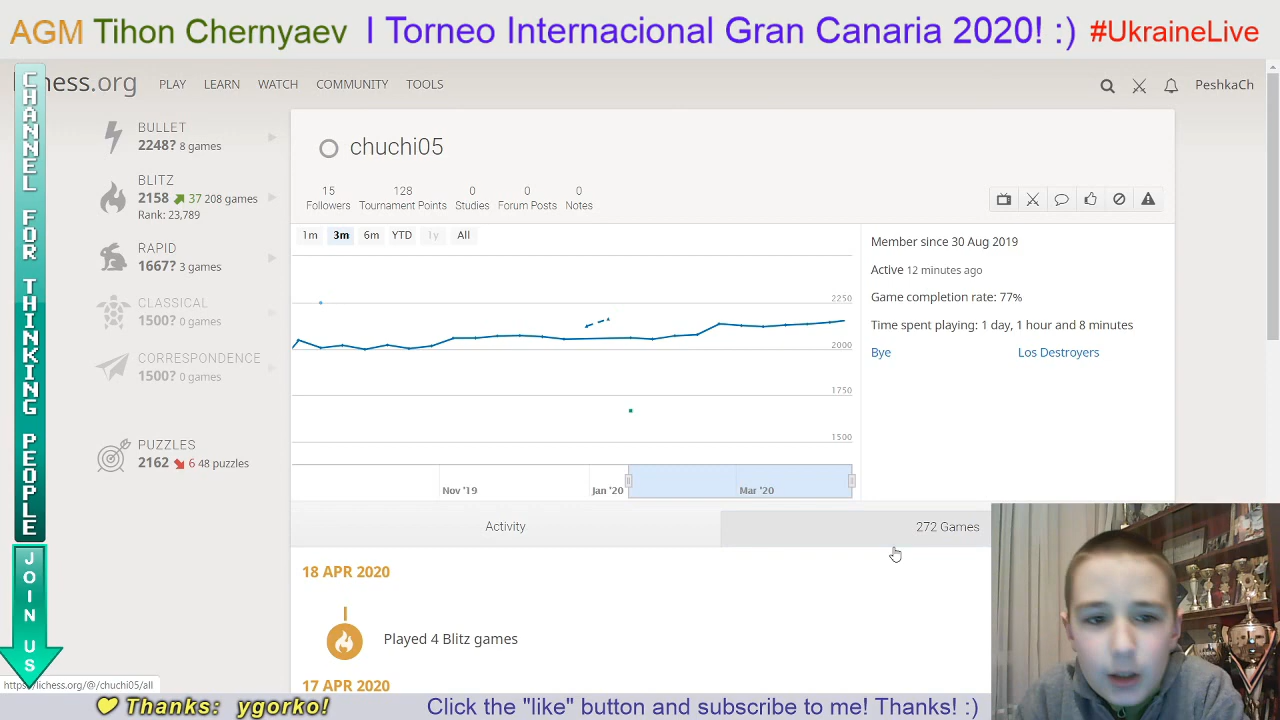 AGM Tihon Chernyaev I Torneo Internacional Gran Canaria 2020! :) #UkraineLive
CHANNEL FOR THINKING PEOPLE
JOIN US
hess.org PLAY LEARN WATCH COMMUNITY TOOLS PeshkaCh
BULLET
2248? 8 games
BLITZ
2158 37 208 games
Rank: 23,789
RAPID
1667? 3 games
CLASSICAL
1500? 0 games
CORRESPONDENCE
1500? 0 games
PUZZLES
2162 6 48 puzzles
chuchi05
15 128 0 0 0
Followers Tournament Points Studies Forum Posts Notes
1m 3m 6m YTD 1y All
2250
2000
1750
1500
Nov '19 Jan '20 Mar '20
Member since 30 Aug 2019
Active 12 minutes ago
Game completion rate: 77%
Time spent playing: 1 day, 1 hour and 8 minutes
Bye Los Destroyers
Activity 272 Games
18 APR 2020
Played 4 Blitz games
17 APR 2020
https://lichess.org/@/chuchi05/all
Thanks: ygorko! Click the "like" button and subscribe to me! Thanks! :)